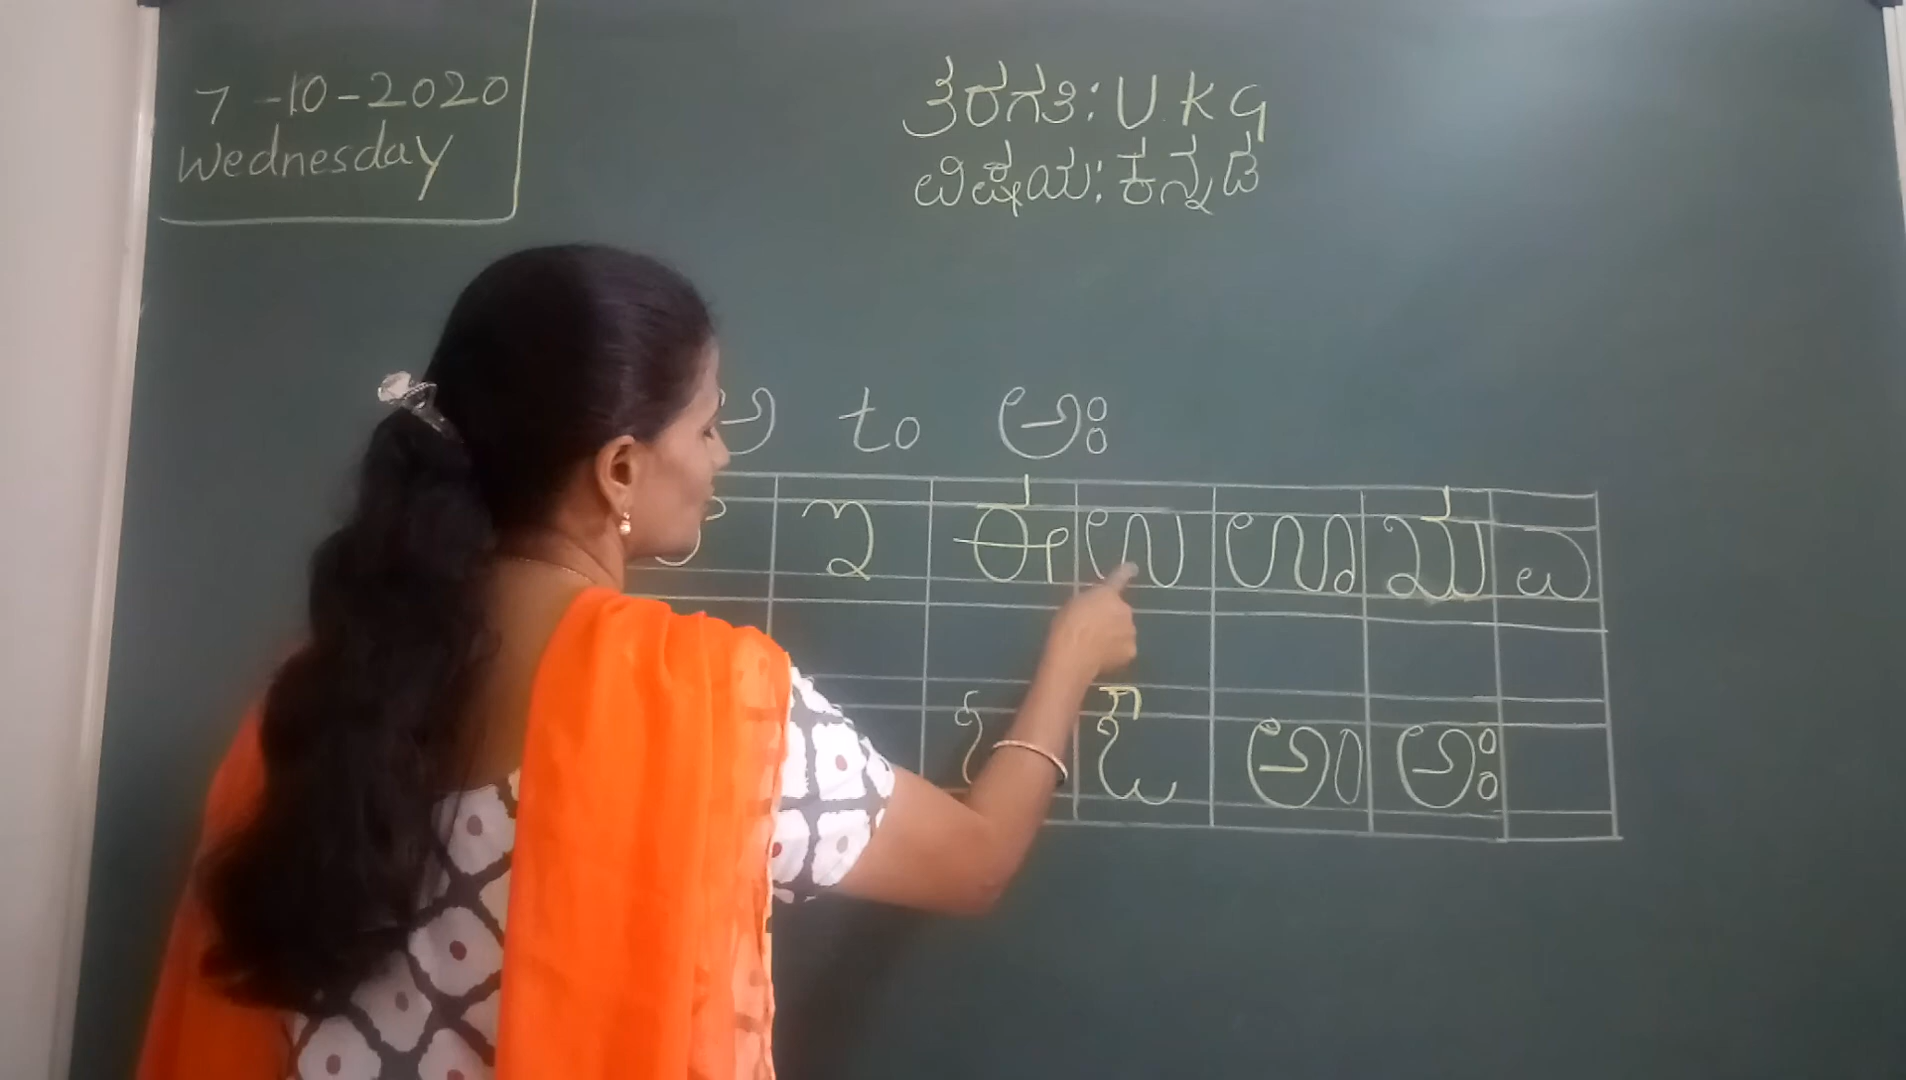 7-10-2020
Wednesday
ತರಗತಿ: UKG
ವಿಷಯ: ಕನ್ನಡ
ಅ to ಅಃ
ಇ ಈ ಉ ಊ ಋ ಎ
ಓ ಔ ಅಂ ಅಃ